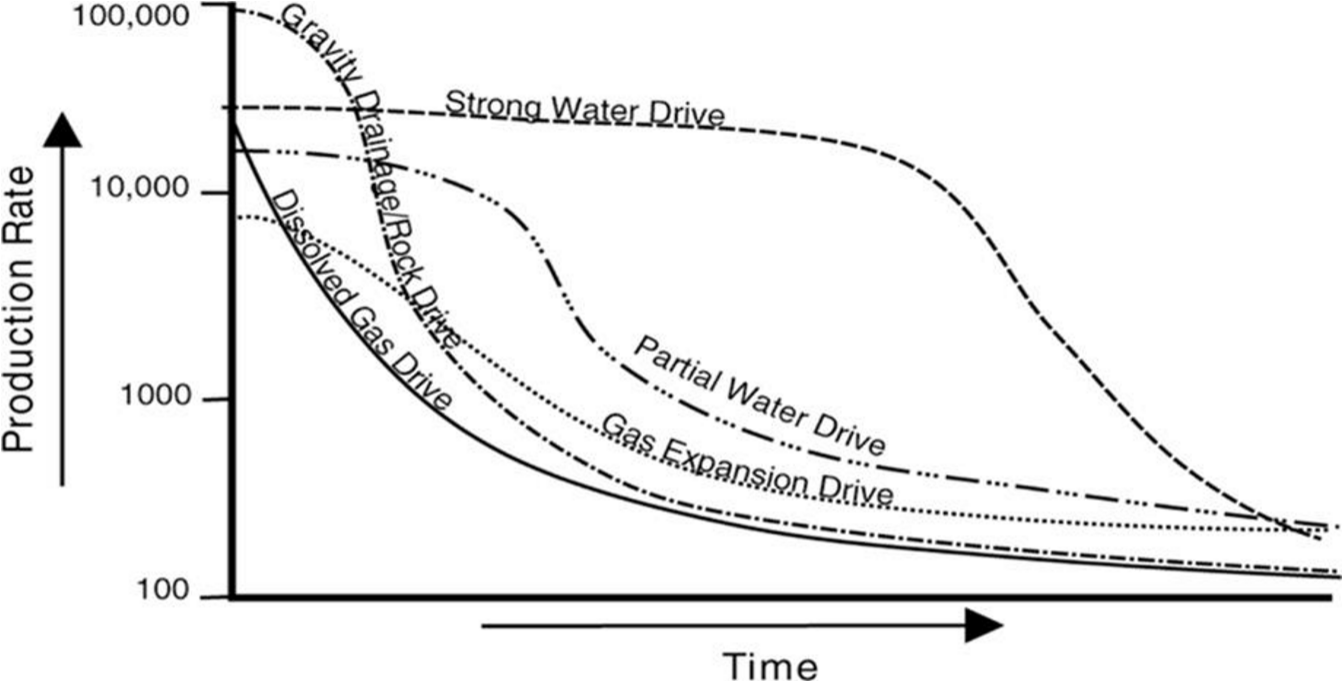 100,000
Gravity Drainage/Rock Drive
Strong Water Drive
10,000
Production Rate
Dissolved Gas Drive
1000
Partial Water Drive
Gas Expansion Drive
100
Time